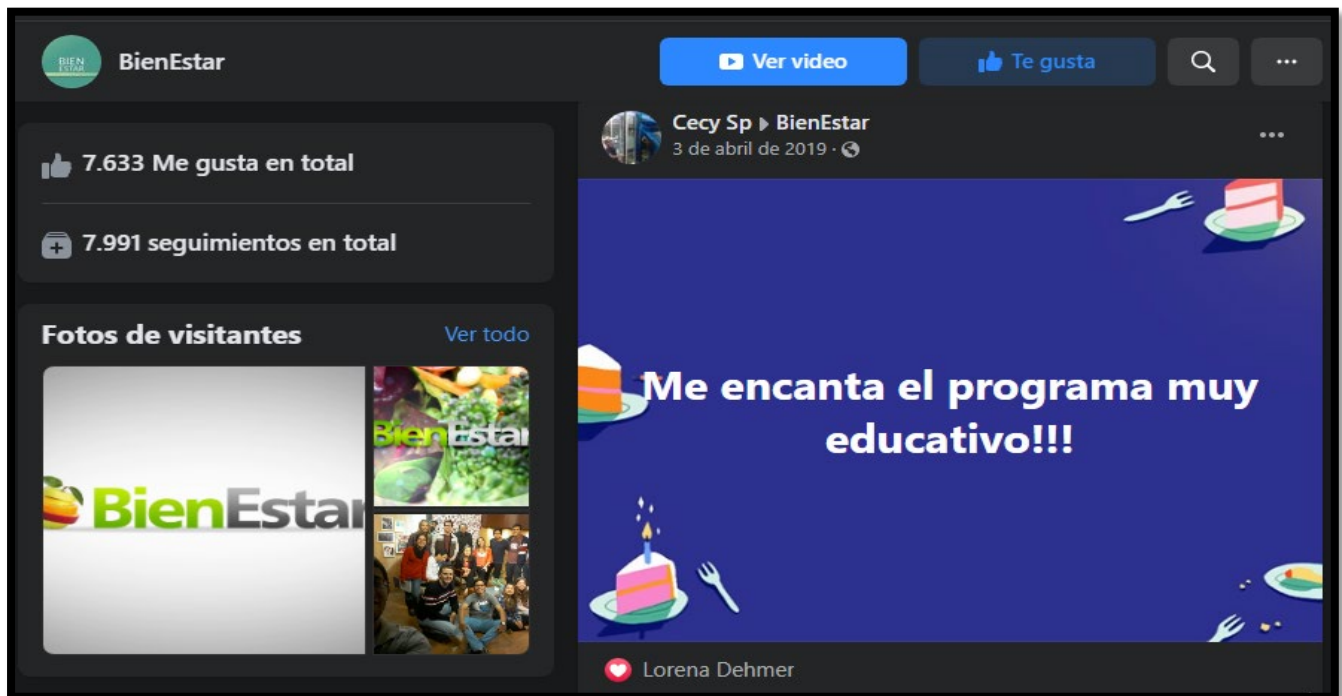 BIEN
ESTAR
BienEstar
Ver video
Te gusta
7.633 Me gusta en total
7.991 seguimientos en total
Fotos de visitantes
Ver todo
BienEstar
BienEstar
Cecy Sp BienEstar
3 de abril de 2019 ·
Me encanta el programa muy
educativo!!!
Lorena Dehmer